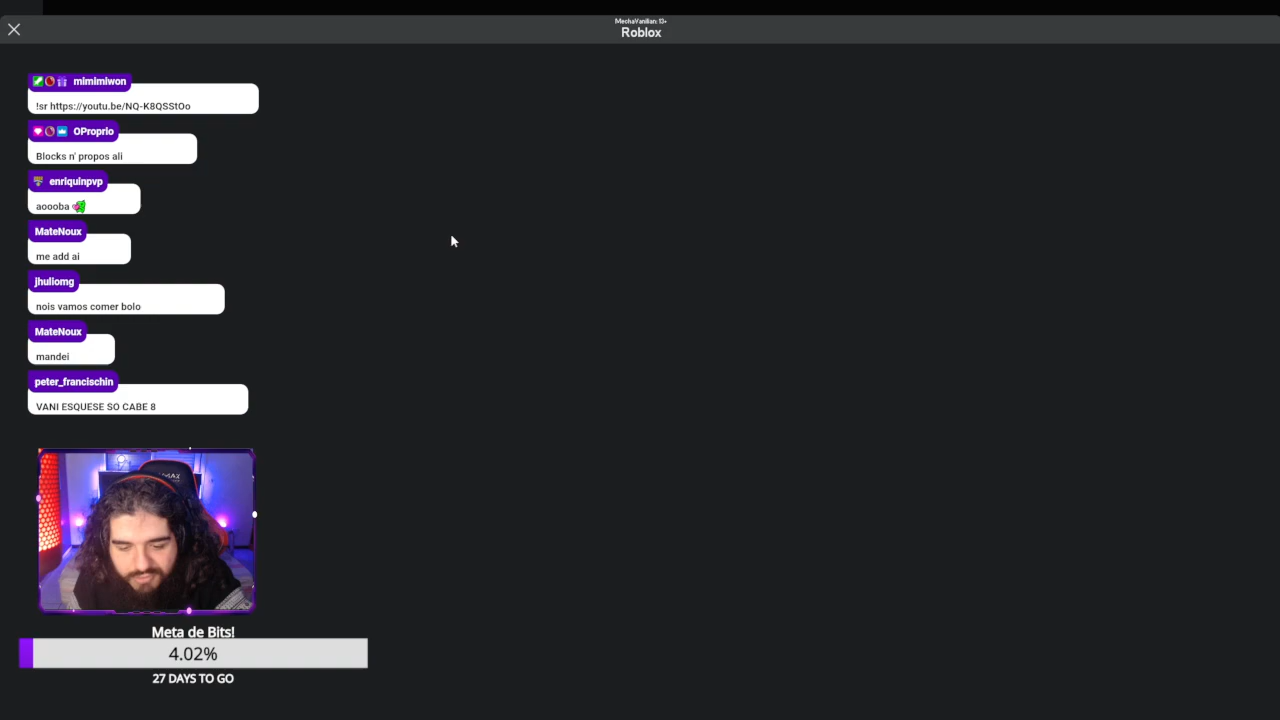 MechaVanilian: 13+
Roblox
mimimiwon
!sr https://youtu.be/NQ-K8QSStOo
OProprio
Blocks n' propos ali
enriquinpvp
aoooba
MateNoux
me add ai
jhuliomg
nois vamos comer bolo
MateNoux
mandei
peter_francischin
VANI ESQUESE SO CABE 8
Meta de Bits!
4.02%
27 DAYS TO GO